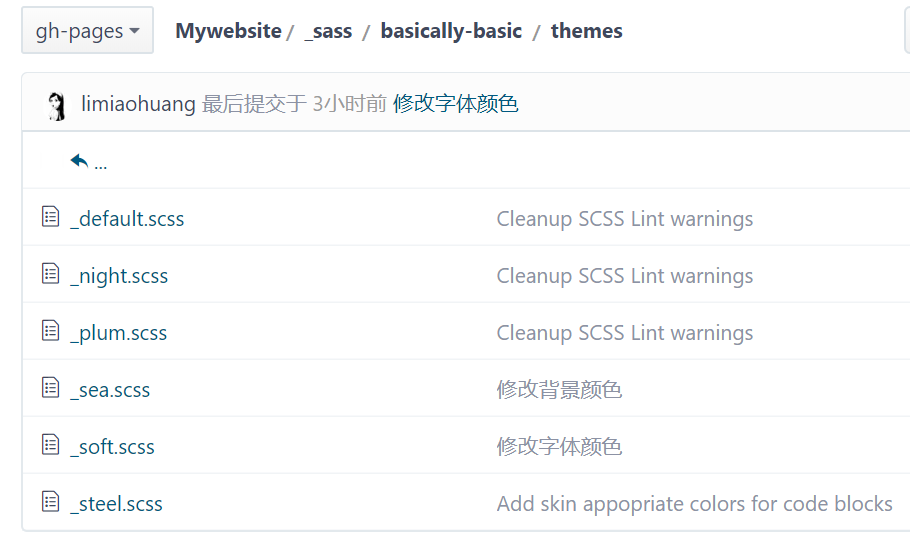 gh-pages Mywebsite / _sass / basically-basic / themes
limiaohuang 最后提交于 3小时前 修改字体颜色
...
_default.scss Cleanup SCSS Lint warnings
_night.scss Cleanup SCSS Lint warnings
_plum.scss Cleanup SCSS Lint warnings
_sea.scss 修改背景颜色
_soft.scss 修改字体颜色
_steel.scss Add skin appopriate colors for code blocks